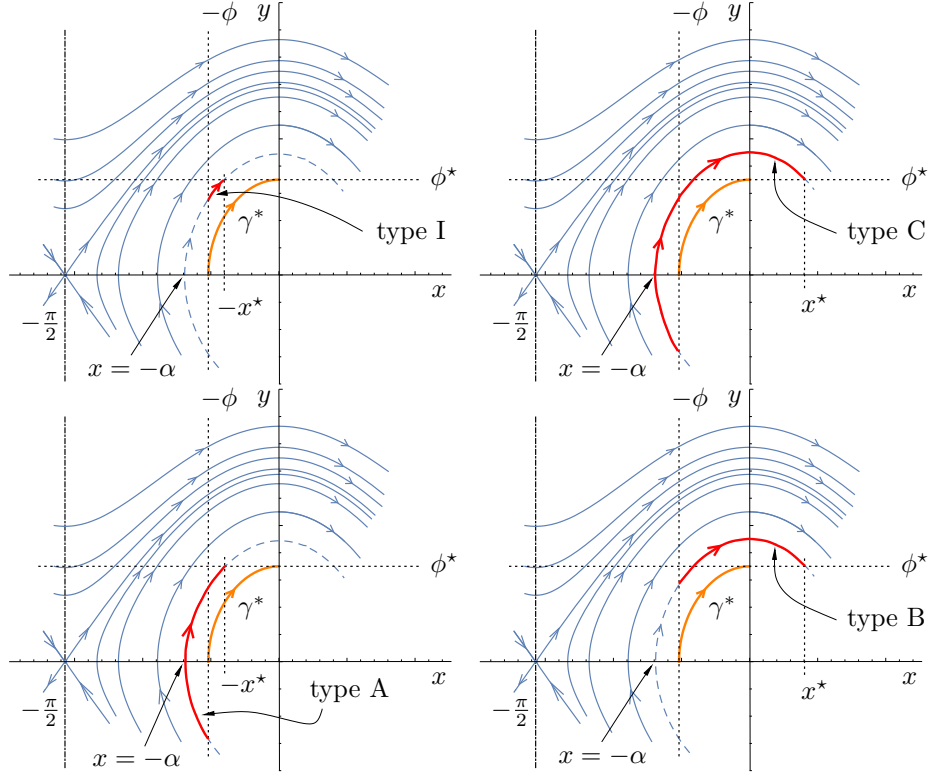 −ϕ y
ϕ⋆
γ*
type I
x
−x⋆
−π/2
x = −α
−ϕ y
ϕ⋆
γ*
type C
x
x⋆
−π/2
x = −α
−ϕ y
ϕ⋆
γ*
x
−x⋆
type A
−π/2
x = −α
−ϕ y
ϕ⋆
γ*
type B
x
x⋆
−π/2
x = −α